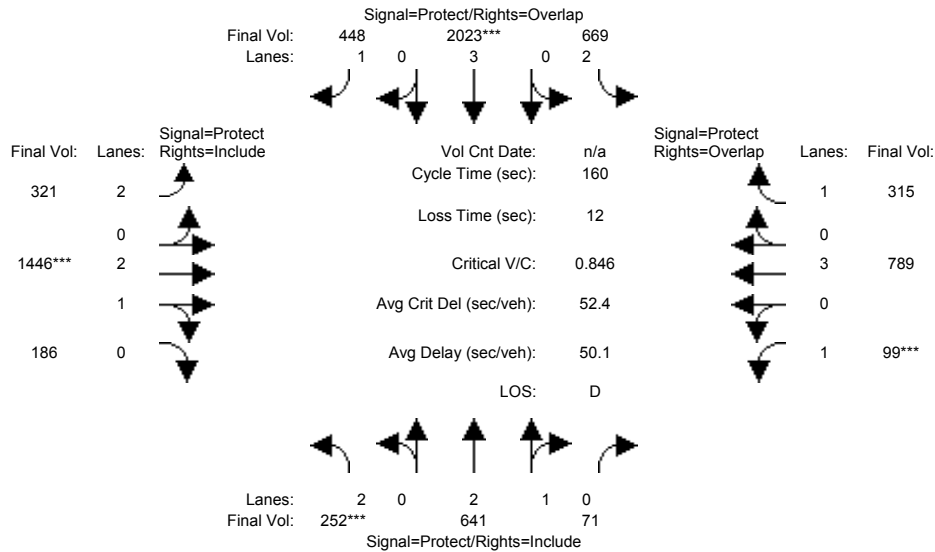 Signal=Protect/Rights=Overlap
Final Vol: 448 2023*** 669
Lanes: 1 0 3 0 2
Signal=Protect Signal=Protect
Final Vol: Lanes: Rights=Include Vol Cnt Date: n/a Rights=Overlap Lanes: Final Vol:
Cycle Time (sec): 160
321 2 1 315
Loss Time (sec): 12
0 0
1446*** 2 Critical V/C: 0.846 3 789
1 Avg Crit Del (sec/veh): 52.4 0
186 0 Avg Delay (sec/veh): 50.1 1 99***
LOS: D
Lanes: 2 0 2 1 0
Final Vol: 252*** 641 71
Signal=Protect/Rights=Include